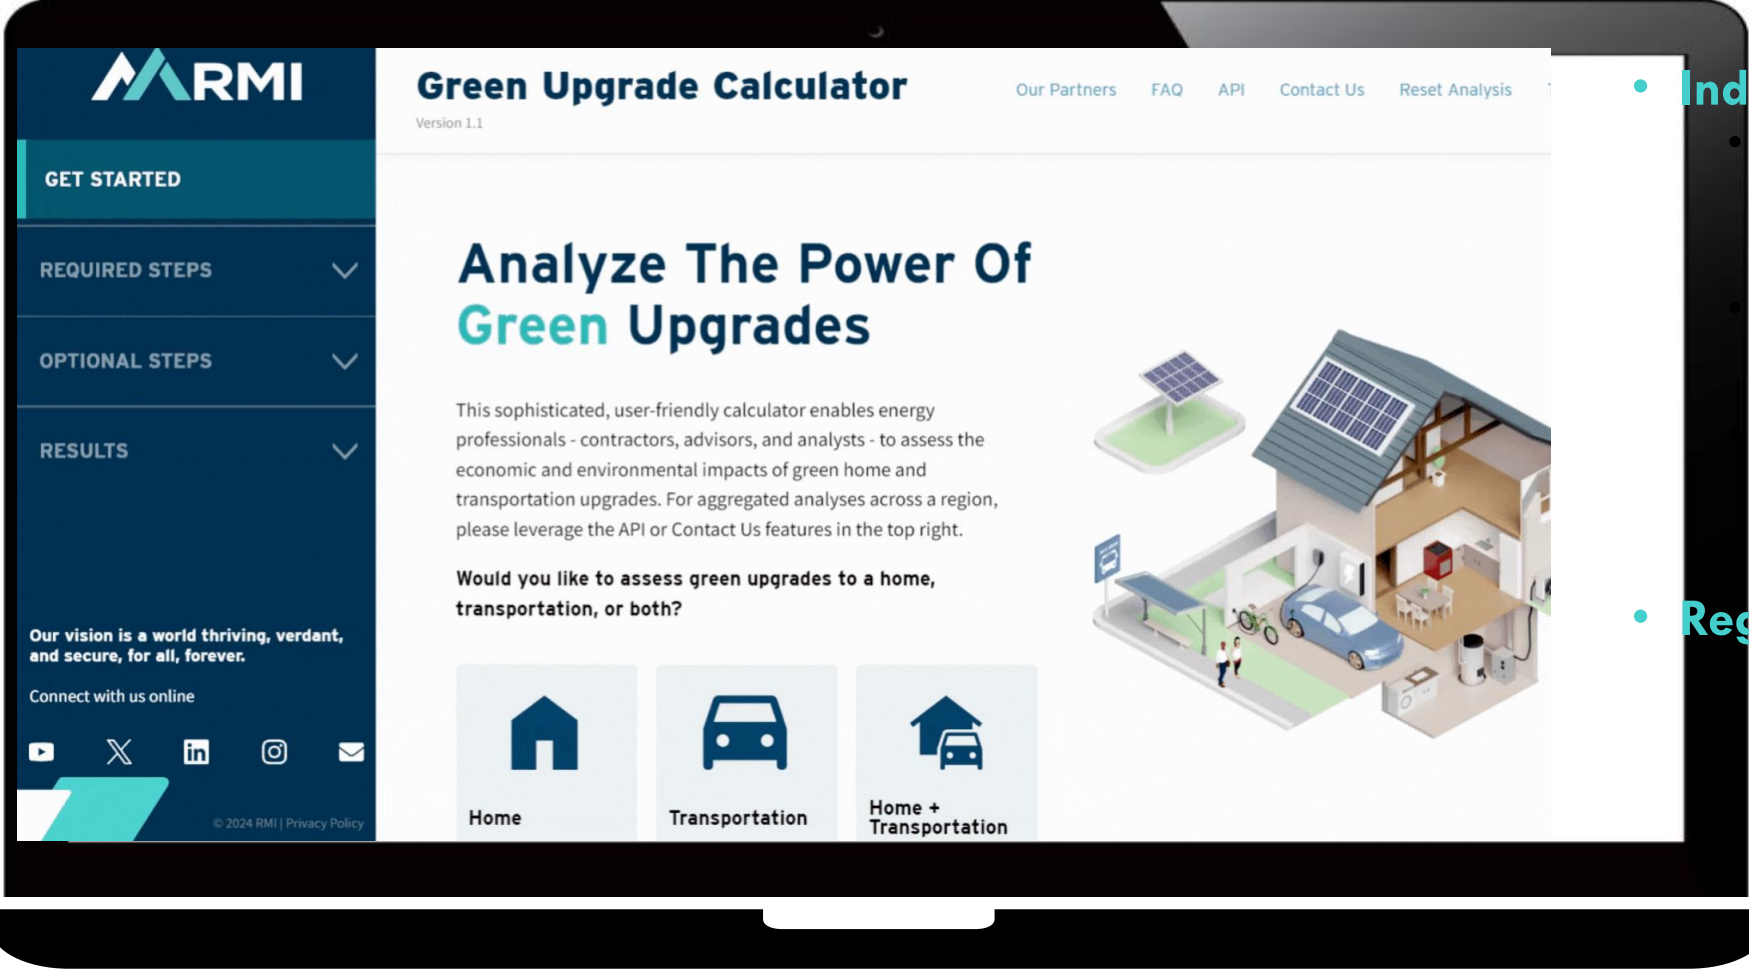 RMI
GET STARTED
REQUIRED STEPS
OPTIONAL STEPS
RESULTS
Our vision is a world thriving, verdant,
and secure, for all, forever.
Connect with us online
© 2024 RMI | Privacy Policy
Green Upgrade Calculator
Version 1.1
Our Partners FAQ API Contact Us Reset Analysis
Analyze The Power Of
Green Upgrades
This sophisticated, user-friendly calculator enables energy
professionals - contractors, advisors, and analysts - to assess the
economic and environmental impacts of green home and
transportation upgrades. For aggregated analyses across a region,
please leverage the API or Contact Us features in the top right.
Would you like to assess green upgrades to a home,
transportation, or both?
Home
Transportation
Home +
Transportation
• Ind
• Reg